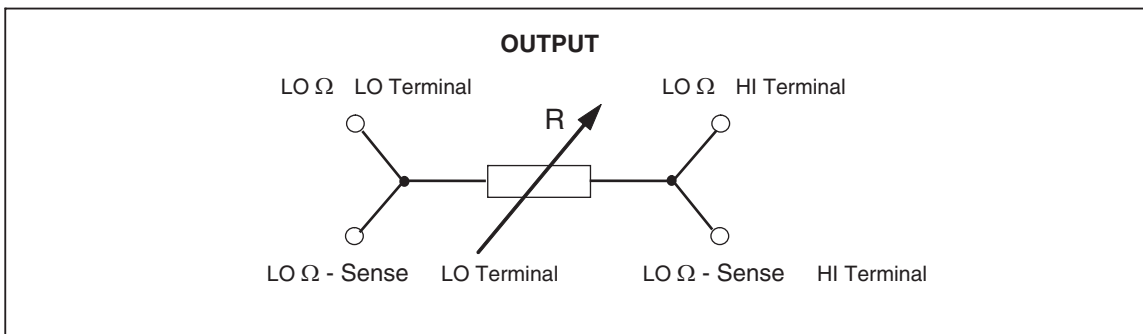 OUTPUT
LO Ω LO Terminal
LO Ω HI Terminal
R
LO Ω - Sense LO Terminal
LO Ω - Sense HI Terminal